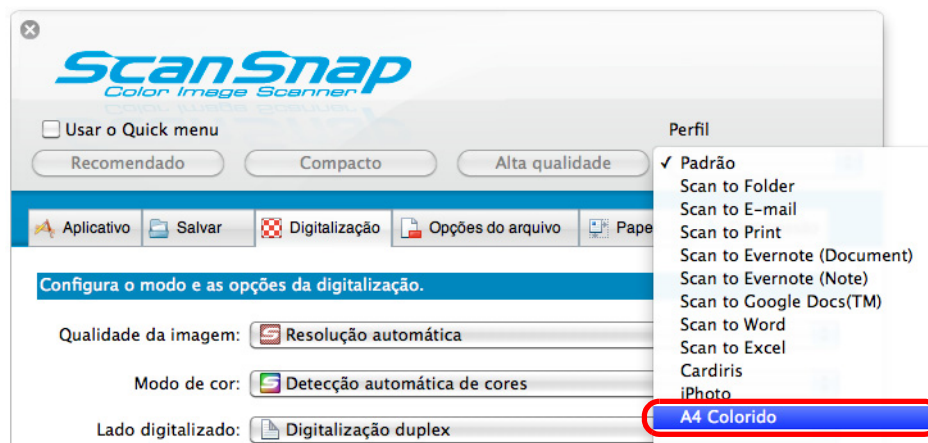 ScanSnap
Color Image Scanner
Usar o Quick menu
Perfil
Recomendado Compacto Alta qualidade
✓ Padrão
Scan to Folder
Scan to E-mail
Scan to Print
Scan to Evernote (Document)
Scan to Evernote (Note)
Scan to Google Docs(TM)
Scan to Word
Scan to Excel
Cardiris
iPhoto
A4 Colorido
Aplicativo Salvar Digitalização Opções do arquivo Pape
Configura o modo e as opções da digitalização.
Qualidade da imagem: Resolução automática
Modo de cor: Detecção automática de cores
Lado digitalizado: Digitalização duplex